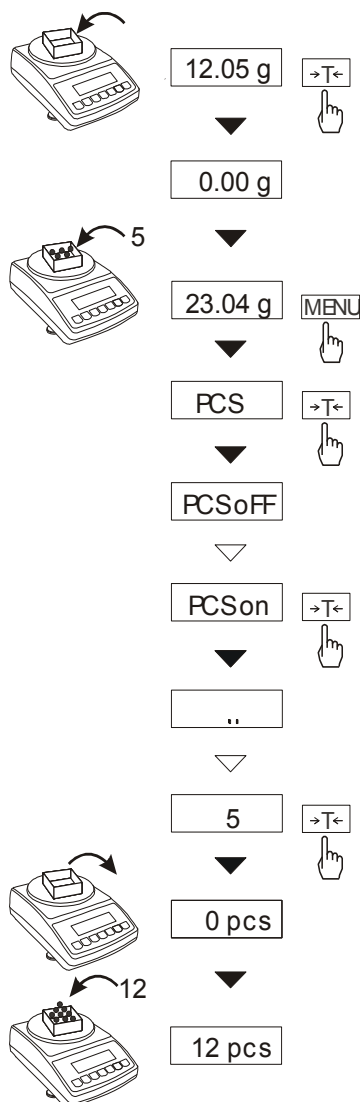 12.05 g →T←
0.00 g
5
23.04 g MENU
PCS →T←
PCSoFF
PCSon →T←
,,
5 →T←
0 pcs
12
12 pcs